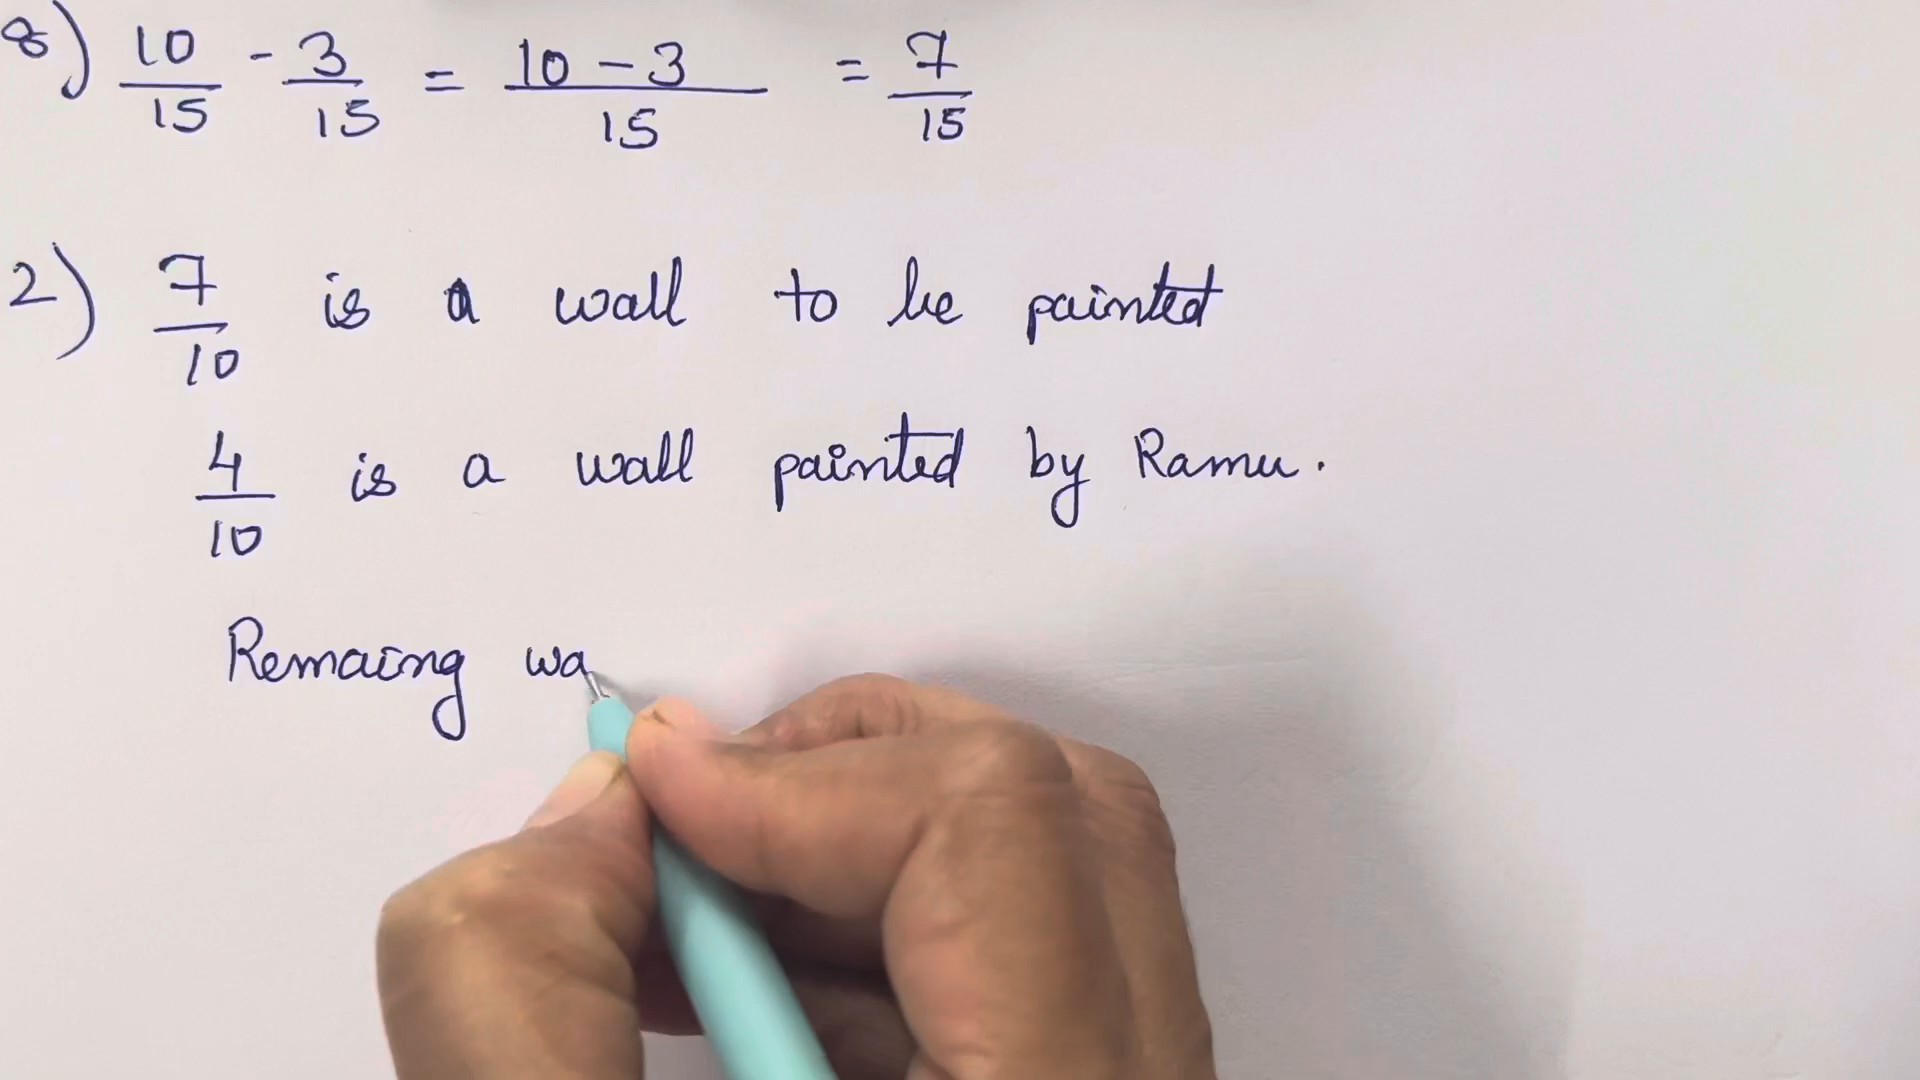 8) 10/15 - 3/15 = 10 - 3/15 = 7/15
2) 7/10 is a wall to be painted
4/10 is a wall painted by Ramu.
Remaing wa